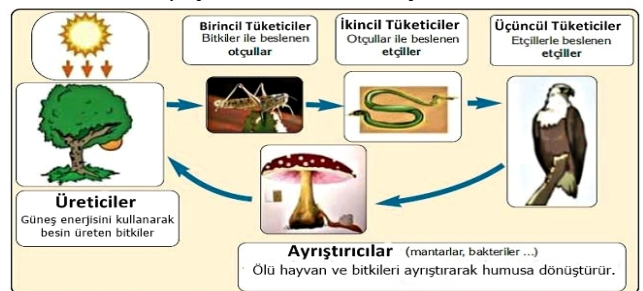 Birincil Tüketiciler
Bitkiler ile beslenen
otçullar
İkincil Tüketiciler
Otçullar ile beslenen
etçiller
Üçüncül Tüketiciler
Etçillerle beslenen
etçiller
Üreticiler
Güneş enerjisini kullanarak
besin üreten bitkiler
Ayrıştırıcılar (mantarlar, bakteriler ...)
Ölü hayvan ve bitkileri ayrıştırarak humusa dönüştürür.